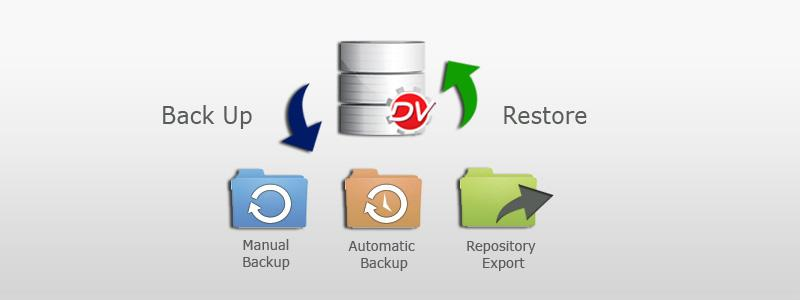 DV
Back Up
Restore
Manual
Backup
Automatic
Backup
Repository
Export